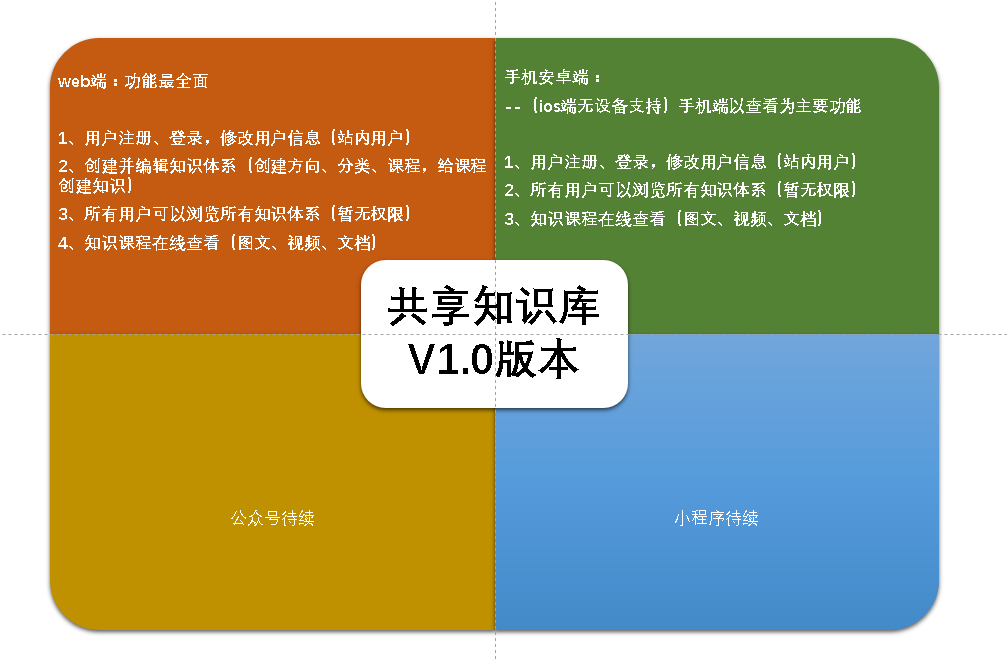 web端：功能最全面
1、用户注册、登录，修改用户信息（站内用户）
2、创建并编辑知识体系（创建方向、分类、课程，给课程
创建知识）
3、所有用户可以浏览所有知识体系（暂无权限）
4、知识课程在线查看（图文、视频、文档）
手机安卓端：
--（ios端无设备支持）手机端以查看为主要功能
1、用户注册、登录，修改用户信息（站内用户）
2、所有用户可以浏览所有知识体系（暂无权限）
3、知识课程在线查看（图文、视频、文档）
共享知识库
V1.0版本
公众号待续
小程序待续